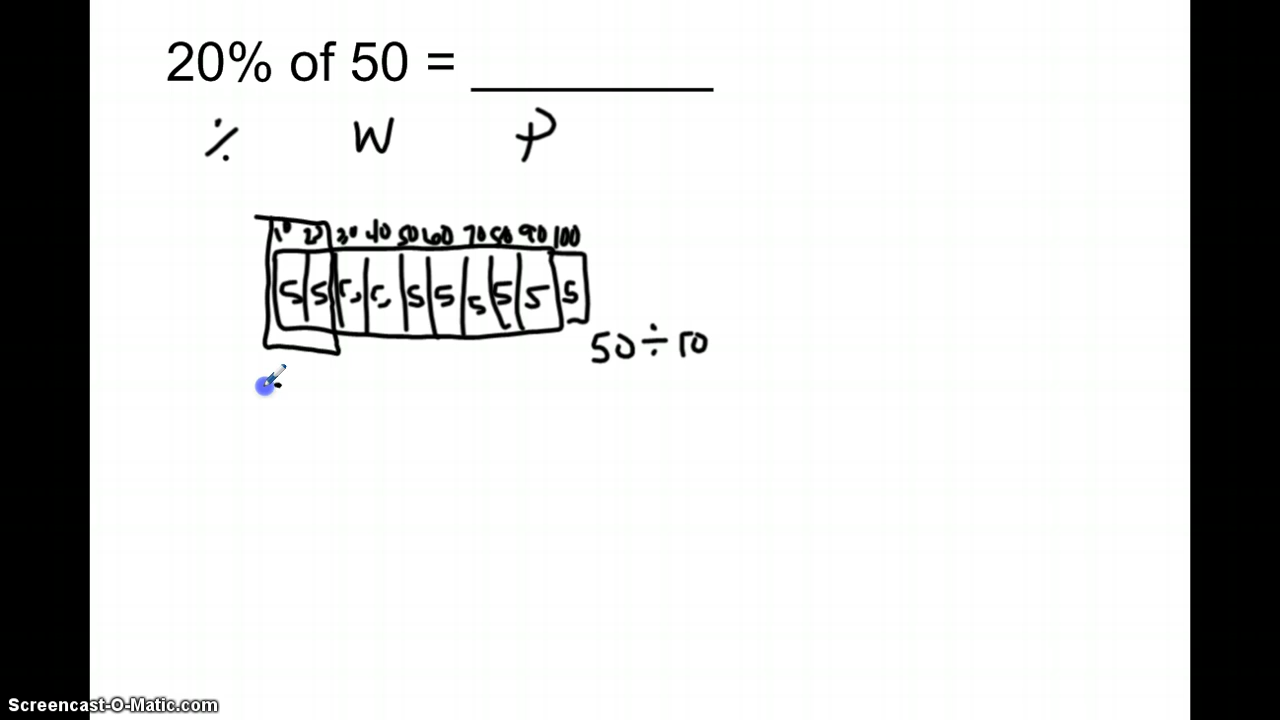 20% of 50 = ___________
% W P
10 20 30 40 50 60 70 80 90 100
5 5 5 5 5 5 5 5 5 5
50 ÷ 10
Screencast-O-Matic.com